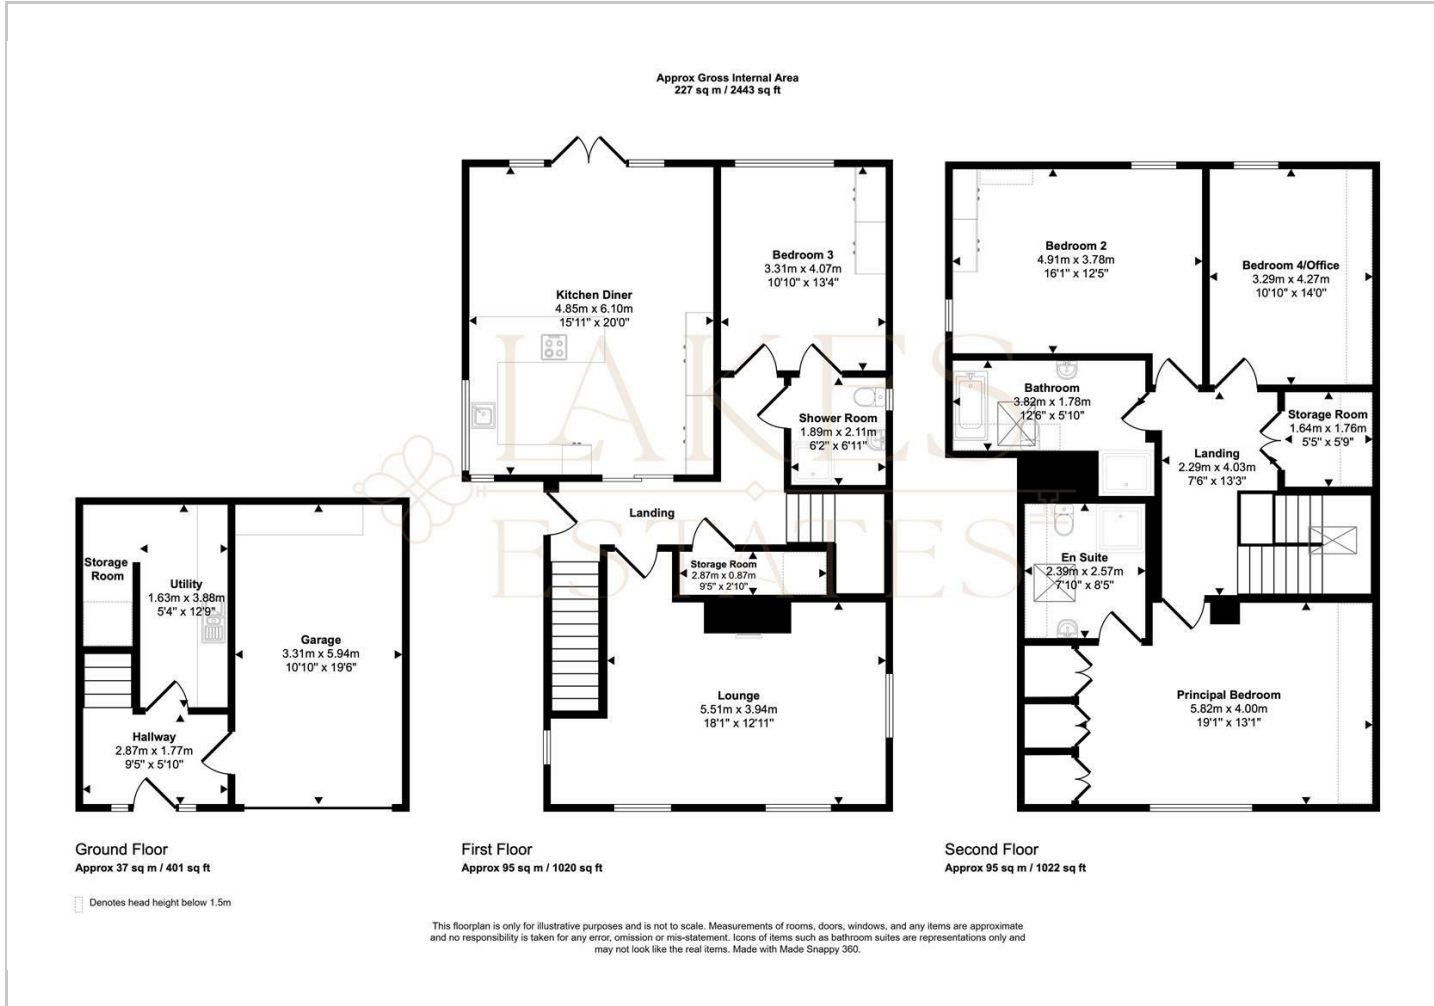 Approx Gross Internal Area
227 sq m / 2443 sq ft
Storage
Room
Utility
1.63m x 3.88m
5'4" x 12'9"
Garage
3.31m x 5.94m
10'10" x 19'6"
Hallway
2.87m x 1.77m
9'5" x 5'10"
Ground Floor
Approx 37 sq m / 401 sq ft
Denotes head height below 1.5m
Kitchen Diner
4.85m x 6.10m
15'11" x 20'0"
Bedroom 3
3.31m x 4.07m
10'10" x 13'4"
Shower Room
1.89m x 2.11m
6'2" x 6'11"
Landing
Storage Room
2.87m x 0.87m
9'5" x 2'10"
Lounge
5.51m x 3.94m
18'1" x 12'11"
First Floor
Approx 95 sq m / 1020 sq ft
Bedroom 2
4.91m x 3.78m
16'1" x 12'5"
Bedroom 4/Office
3.29m x 4.27m
10'10" x 14'0"
Bathroom
3.82m x 1.78m
12'6" x 5'10"
Storage Room
1.64m x 1.76m
5'5" x 5'9"
Landing
2.29m x 4.03m
7'6" x 13'3"
En Suite
2.39m x 2.57m
7'10" x 8'5"
Principal Bedroom
5.82m x 4.00m
19'1" x 13'1"
Second Floor
Approx 95 sq m / 1022 sq ft
LAKES
ESTATES
This floorplan is only for illustrative purposes and is not to scale. Measurements of rooms, doors, windows, and any items are approximate
and no responsibility is taken for any error, omission or mis-statement. Icons of items such as bathroom suites are representations only and
may not look like the real items. Made with Made Snappy 360.